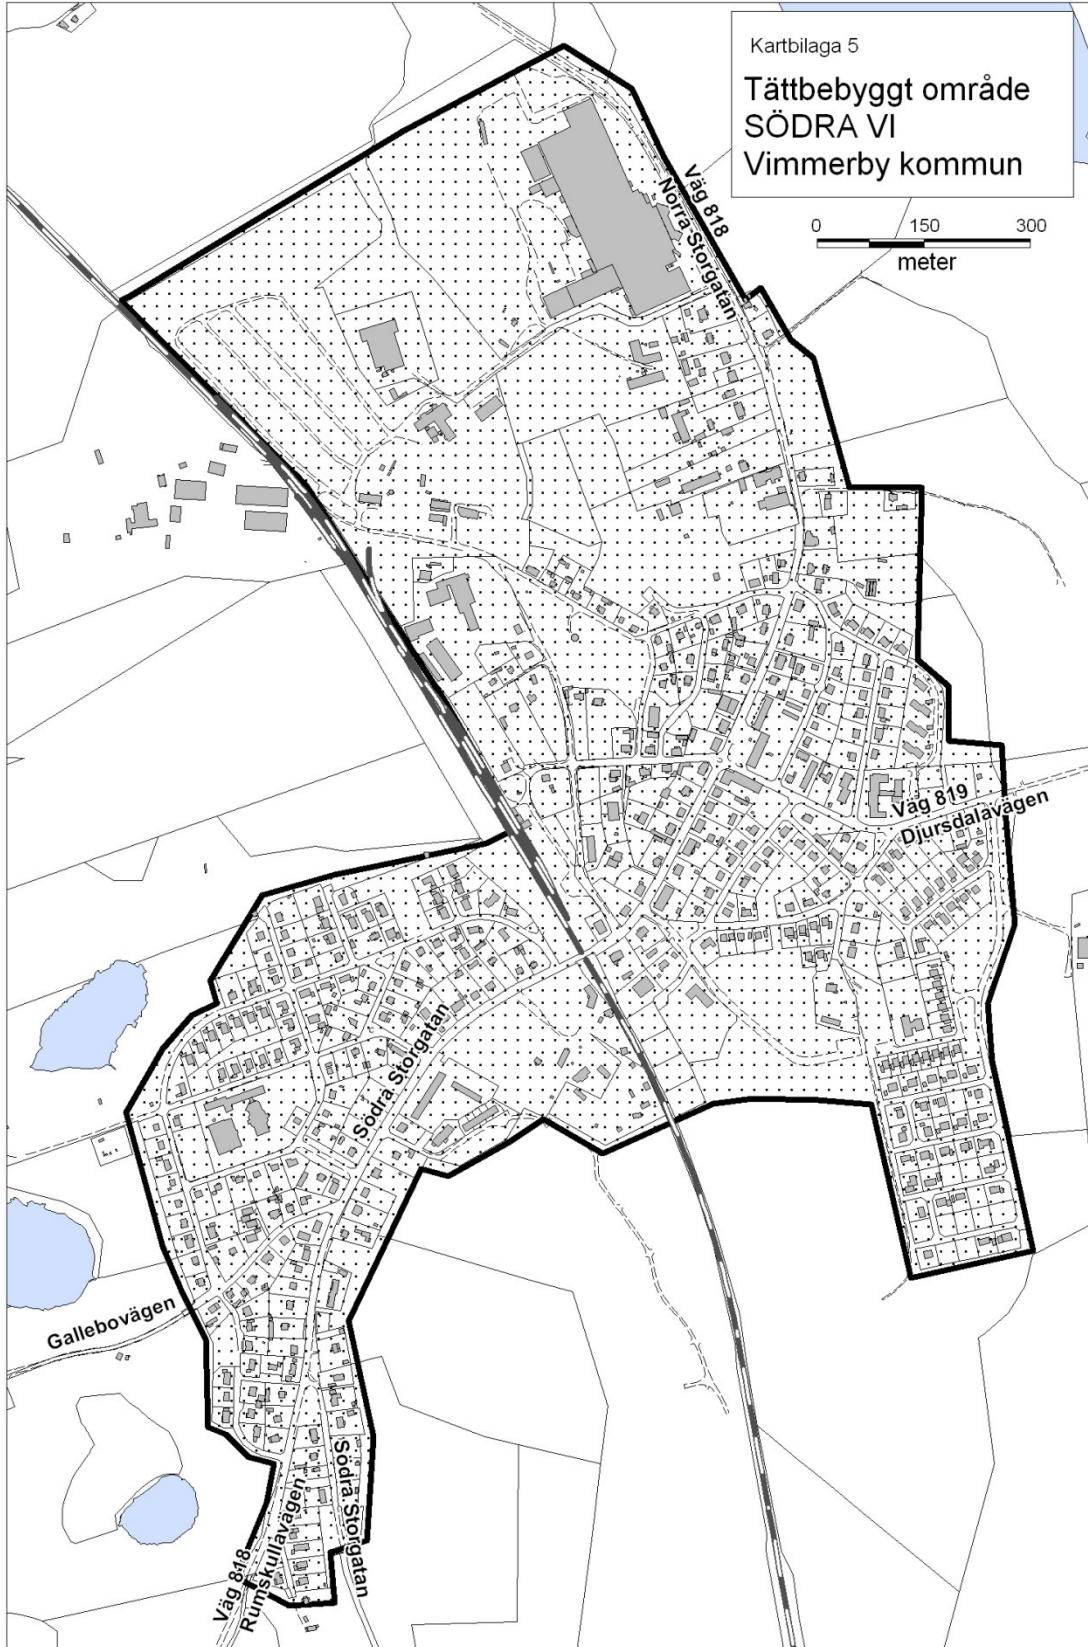 Kartbilaga 5
Tättbebyggt område
SÖDRA VI
Vimmerby kommun
0 150 300
meter
Väg 818
Norra Storgatan
Väg 819
Djursdalavägen
Södra Storgatan
Gallebovägen
Södra Storgatan
Väg 818
Rumskullavägen